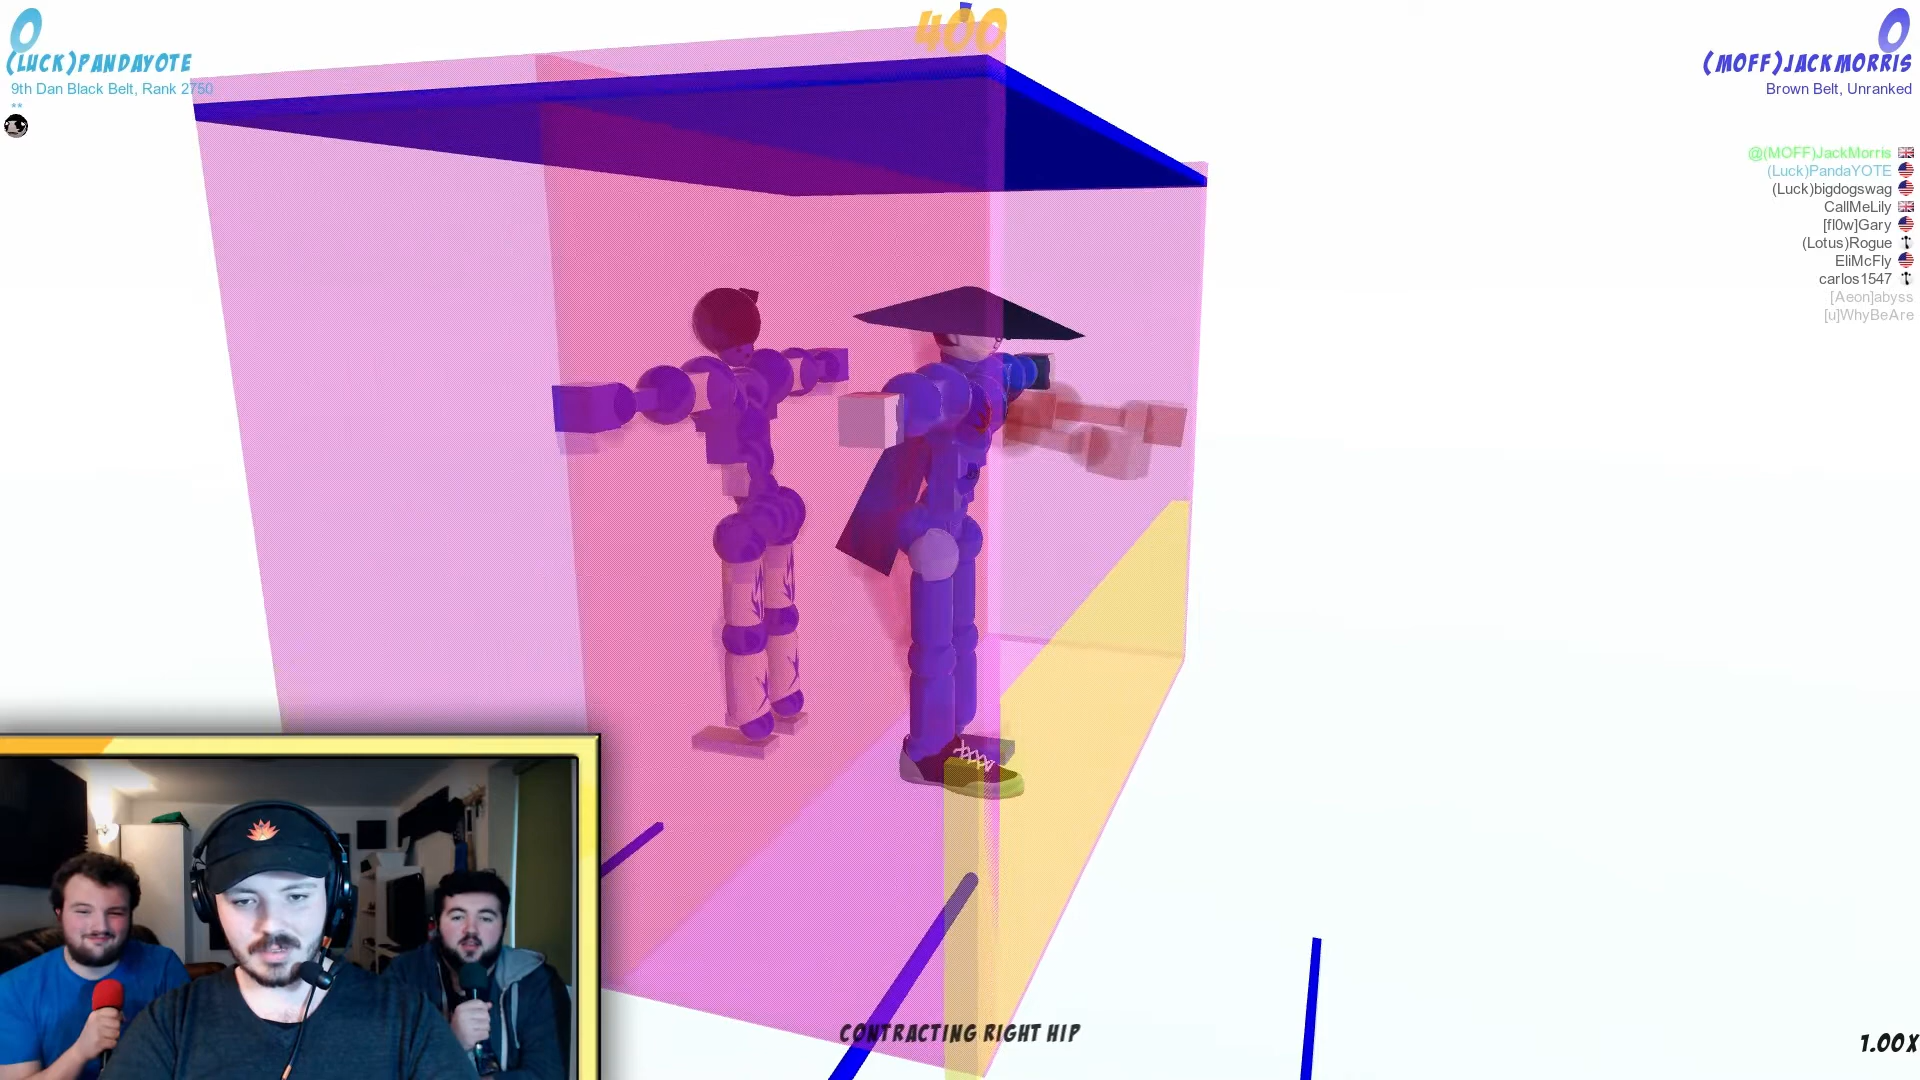 0
(LUCK)PANDAYOTE
9th Dan Black Belt, Rank 2750
**
400
0
(MOFF)JACKMORRIS
Brown Belt, Unranked
@(MOFF)JackMorris
(Luck)PandaYOTE
(Luck)bigdogswag
CallMeLily
[fl0w]Gary
(Lotus)Rogue
EliMcFly
carlos1547
[Aeon]abyss
[u]WhyBeAre
CONTRACTING RIGHT HIP
1.00X